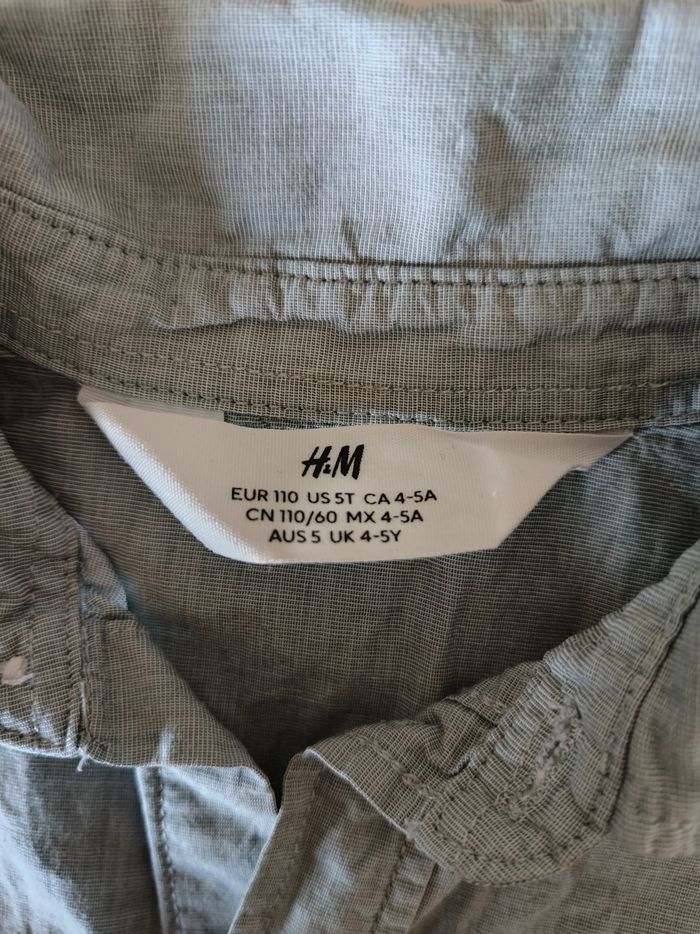 H&M
EUR 110 US 5T CA 4-5A
CN 110/60 MX 4-5A
AUS 5 UK 4-5Y